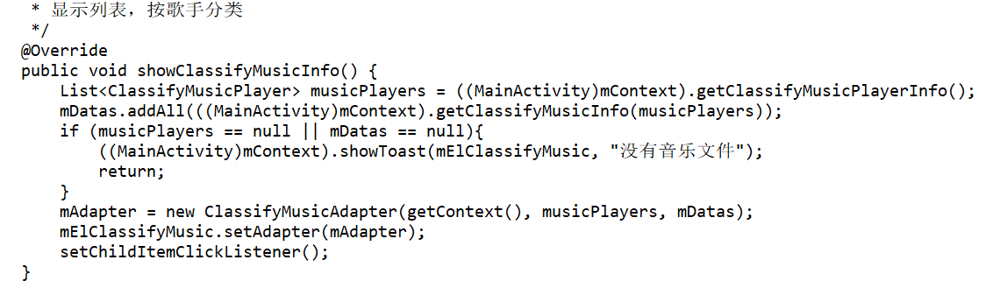 * 显示列表，按歌手分类
*/
@Override
public void showClassifyMusicInfo() {
List<ClassifyMusicPlayer> musicPlayers = ((MainActivity)mContext).getClassifyMusicPlayerInfo();
mDatas.addAll(((MainActivity)mContext).getClassifyMusicInfo(musicPlayers));
if (musicPlayers == null || mDatas == null){
((MainActivity)mContext).showToast(mElClassifyMusic, "没有音乐文件");
return;
}
mAdapter = new ClassifyMusicAdapter(getContext(), musicPlayers, mDatas);
mElClassifyMusic.setAdapter(mAdapter);
setChildItemClickListener();
}